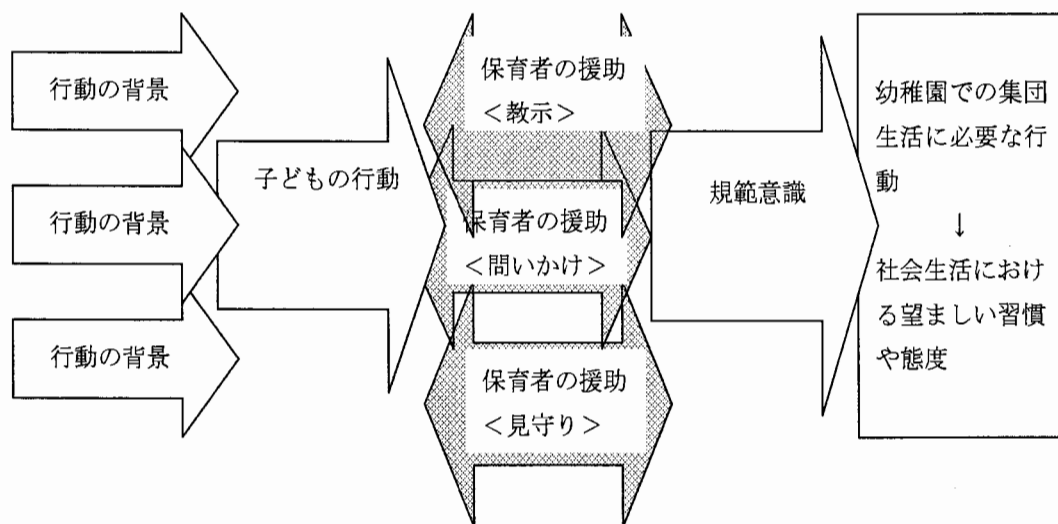 行動の背景
行動の背景
行動の背景
子どもの行動
保育者の援助
＜教示＞
保育者の援助
＜問いかけ＞
保育者の援助
＜見守り＞
規範意識
幼稚園での集団
生活に必要な行
動
↓
社会生活におけ
る望ましい習慣
や態度